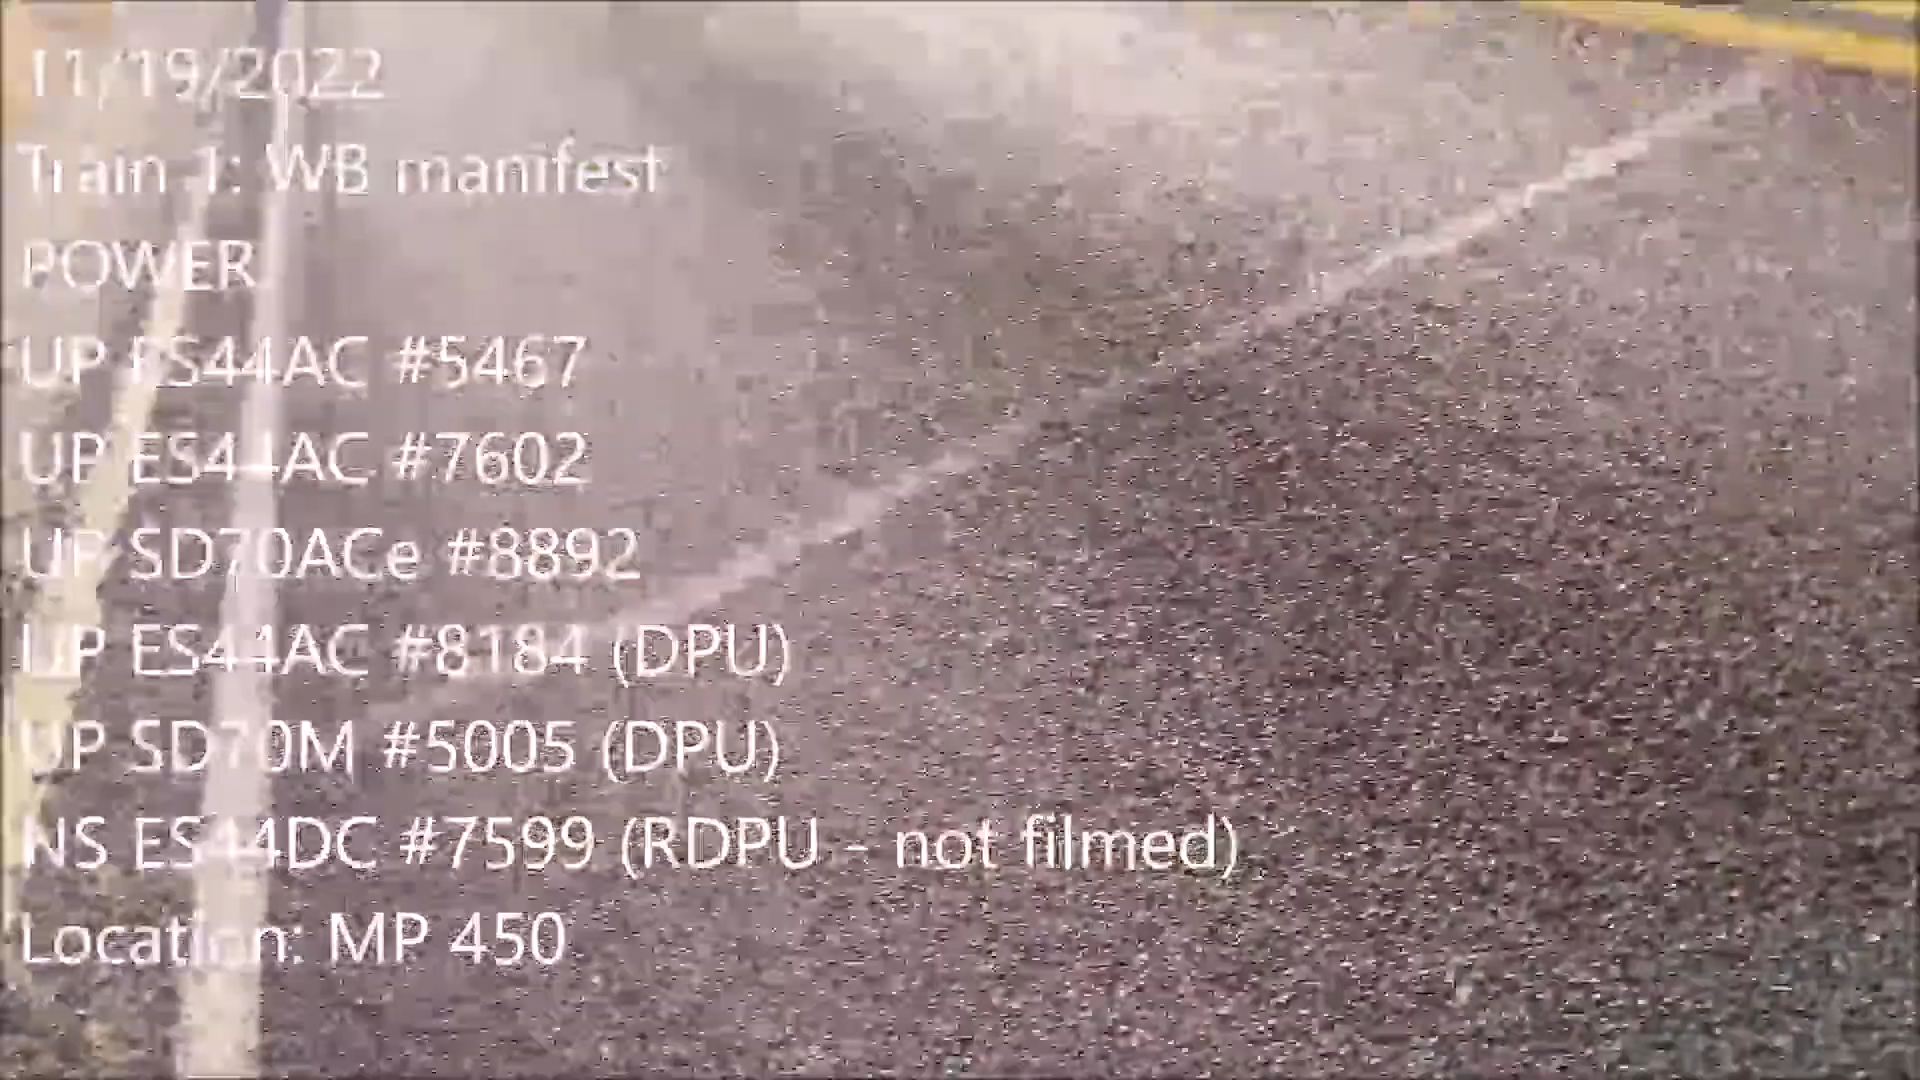 11/19/2022
Train 1: WB manifest
POWER
UP ES44AC #5467
UP ES44AC #7602
UP SD70ACe #8892
UP ES44AC #8184 (DPU)
UP SD70M #5005 (DPU)
NS ES44DC #7599 (RDPU - not filmed)
Location: MP 450